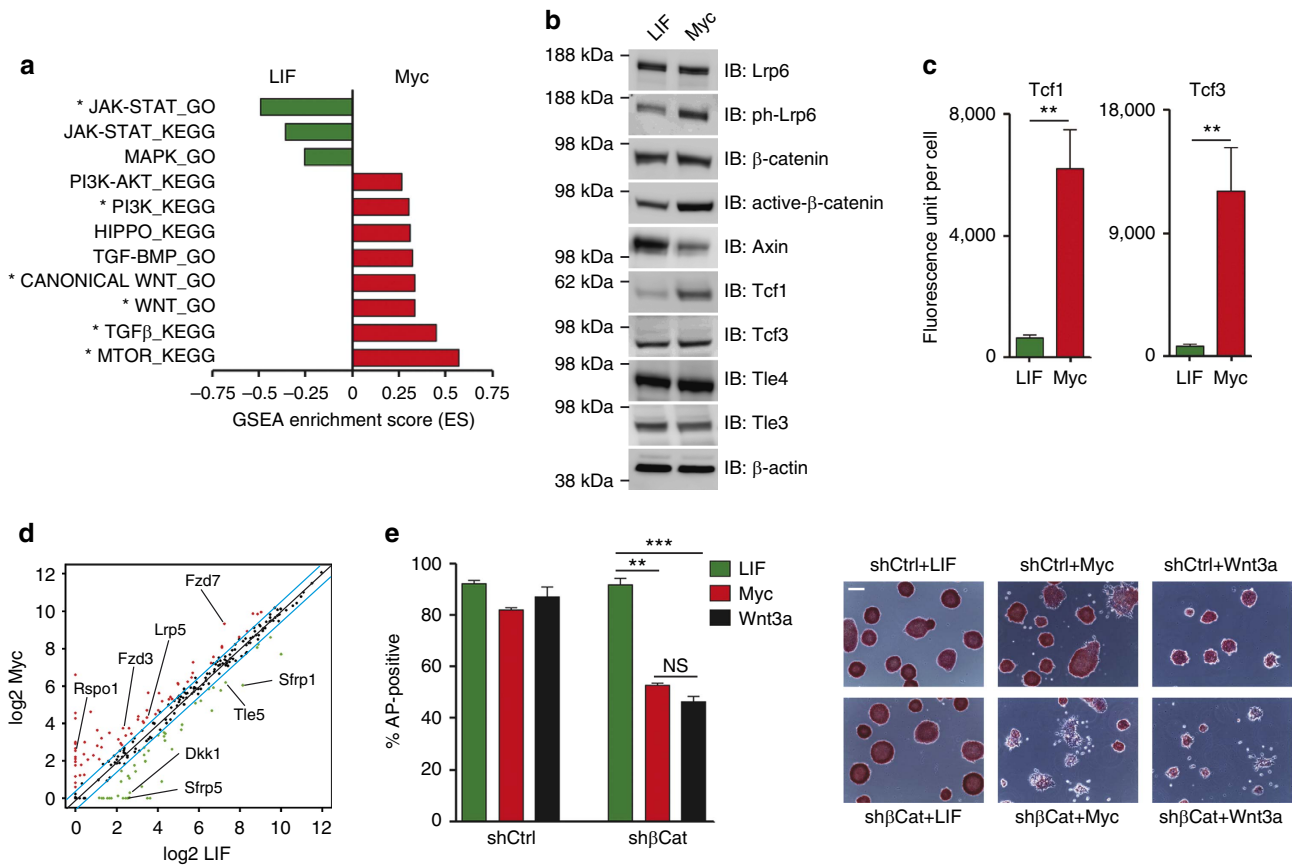 a
LIF Myc
* JAK-STAT_GO
JAK-STAT_KEGG
MAPK_GO
PI3K-AKT_KEGG
* PI3K_KEGG
HIPPO_KEGG
TGF-BMP_GO
* CANONICAL WNT_GO
* WNT_GO
* TGFβ_KEGG
* MTOR_KEGG
−0.75 −0.5 −0.25 0 0.25 0.5 0.75
GSEA enrichment score (ES)
b
LIF Myc
188 kDa IB: Lrp6
188 kDa IB: ph-Lrp6
98 kDa IB: β-catenin
98 kDa IB: active-β-catenin
98 kDa IB: Axin
62 kDa IB: Tcf1
98 kDa IB: Tcf3
98 kDa IB: Tle4
98 kDa IB: Tle3
38 kDa IB: β-actin
c
Tcf1
8,000
4,000
0
**
LIF Myc
Fluorescence unit per cell
Tcf3
18,000
9,000
0
**
LIF Myc
d
log2 Myc
12
10
8
6
4
2
0
Fzd7
Lrp5
Fzd3
Rspo1
Sfrp1
Tle5
Dkk1
Sfrp5
0 2 4 6 8 10 12
log2 LIF
e
% AP-positive
100
80
60
40
20
0
***
**
NS
LIF
Myc
Wnt3a
shCtrl shβCat
shCtrl+LIF shCtrl+Myc shCtrl+Wnt3a
shβCat+LIF shβCat+Myc shβCat+Wnt3a